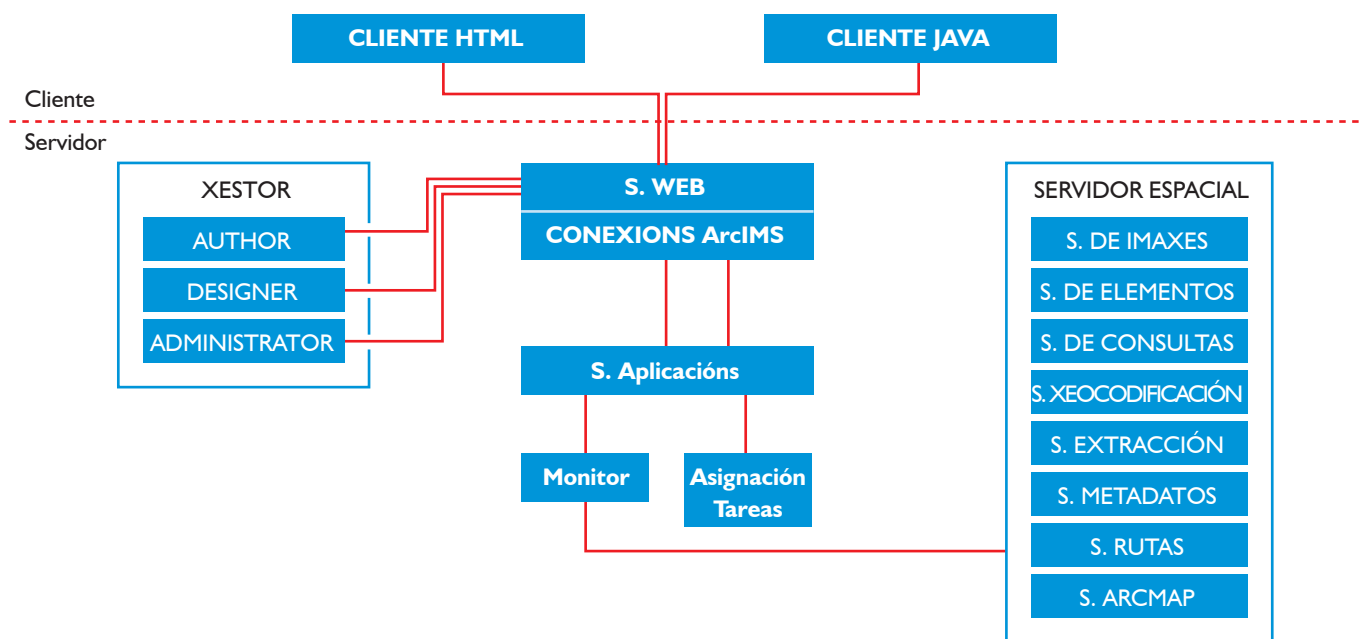 CLIENTE HTML
CLIENTE JAVA
Cliente
Servidor
XESTOR
AUTHOR
DESIGNER
ADMINISTRATOR
S. WEB
CONEXIONS ArcIMS
S. Aplicacións
Monitor
Asignación
Tareas
SERVIDOR ESPACIAL
S. DE IMAXES
S. DE ELEMENTOS
S. DE CONSULTAS
S. XEOCODIFICACIÓN
S. EXTRACCIÓN
S. METADATOS
S. RUTAS
S. ARCMAP